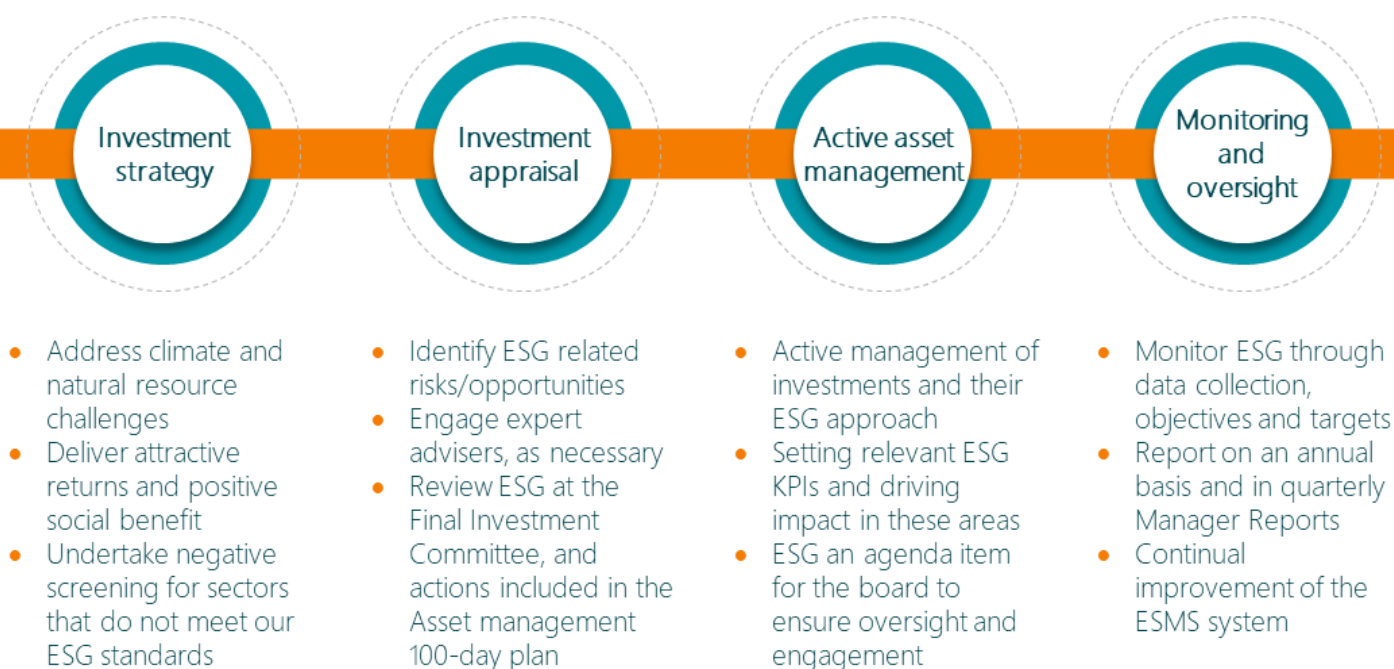 Investment
strategy
Investment
appraisal
Active asset
management
Monitoring
and
oversight
• Address climate and
natural resource
challenges
• Deliver attractive
returns and positive
social benefit
• Undertake negative
screening for sectors
that do not meet our
ESG standards
• Identify ESG related
risks/opportunities
• Engage expert
advisers, as necessary
• Review ESG at the
Final Investment
Committee, and
actions included in the
Asset management
100-day plan
• Active management of
investments and their
ESG approach
• Setting relevant ESG
KPIs and driving
impact in these areas
• ESG an agenda item
for the board to
ensure oversight and
engagement
• Monitor ESG through
data collection,
objectives and targets
• Report on an annual
basis and in quarterly
Manager Reports
• Continual
improvement of the
ESMS system